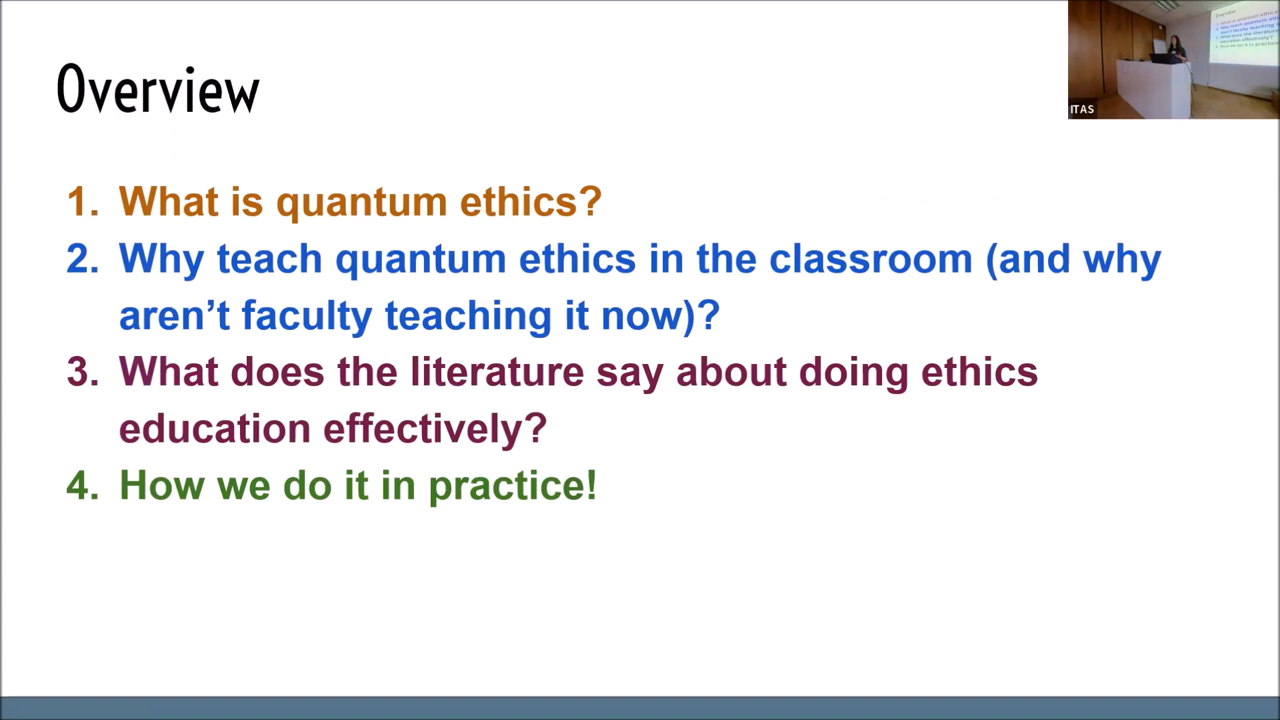 Overview
1. What is quantum ethics?
2. Why teach quantum ethics in the classroom (and why
aren't faculty teaching it now)?
3. What does the literature say about doing ethics
education effectively?
4. How we do it in practice!
ITAS